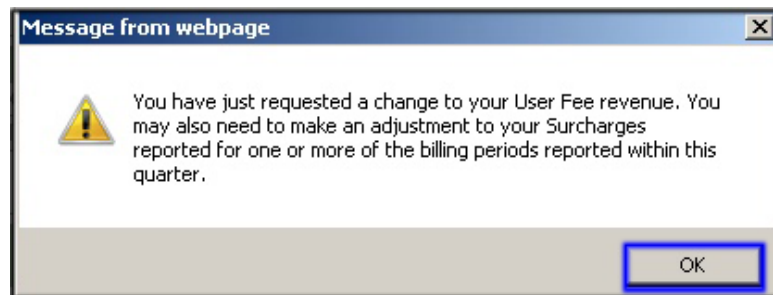 Message from webpage
You have just requested a change to your User Fee revenue. You
may also need to make an adjustment to your Surcharges
reported for one or more of the billing periods reported within this
quarter.
OK